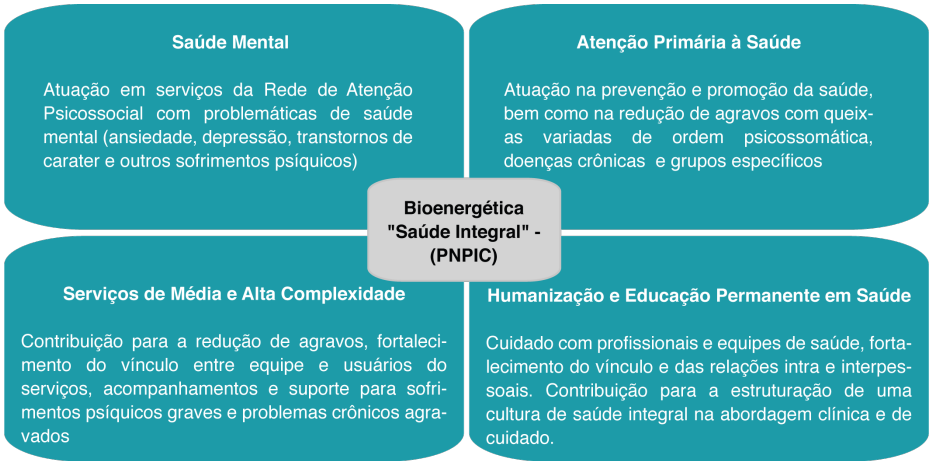 Saúde Mental
Atuação em serviços da Rede de Atenção
Psicossocial com problemáticas de saúde
mental (ansiedade, depressão, transtornos de
carater e outros sofrimentos psíquicos)
Atenção Primária à Saúde
Atuação na prevenção e promoção da saúde,
bem como na redução de agravos com queix-
as variadas de ordem psicossomática,
doenças crônicas e grupos específicos
Bioenergética
"Saúde Integral" -
(PNPIC)
Serviços de Média e Alta Complexidade
Contribuição para a redução de agravos, fortaleci-
mento do vínculo entre equipe e usuários do
serviços, acompanhamentos e suporte para sofri-
mentos psíquicos graves e problemas crônicos agra-
vados
Humanização e Educação Permanente em Saúde
Cuidado com profissionais e equipes de saúde, forta-
lecimento do vínculo e das relações intra e interpes-
soais. Contribuição para a estruturação de uma
cultura de saúde integral na abordagem clínica e de
cuidado.